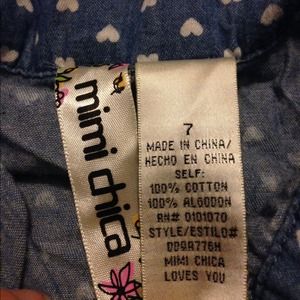 mimi chica
7
MADE IN CHINA/
HECHO EN CHINA
SELF:
100% COTTON
100% ALGODON
RN# 0101070
STYLE/ESTILO#
DD9A776H
MIMI CHICA
LOVES YOU